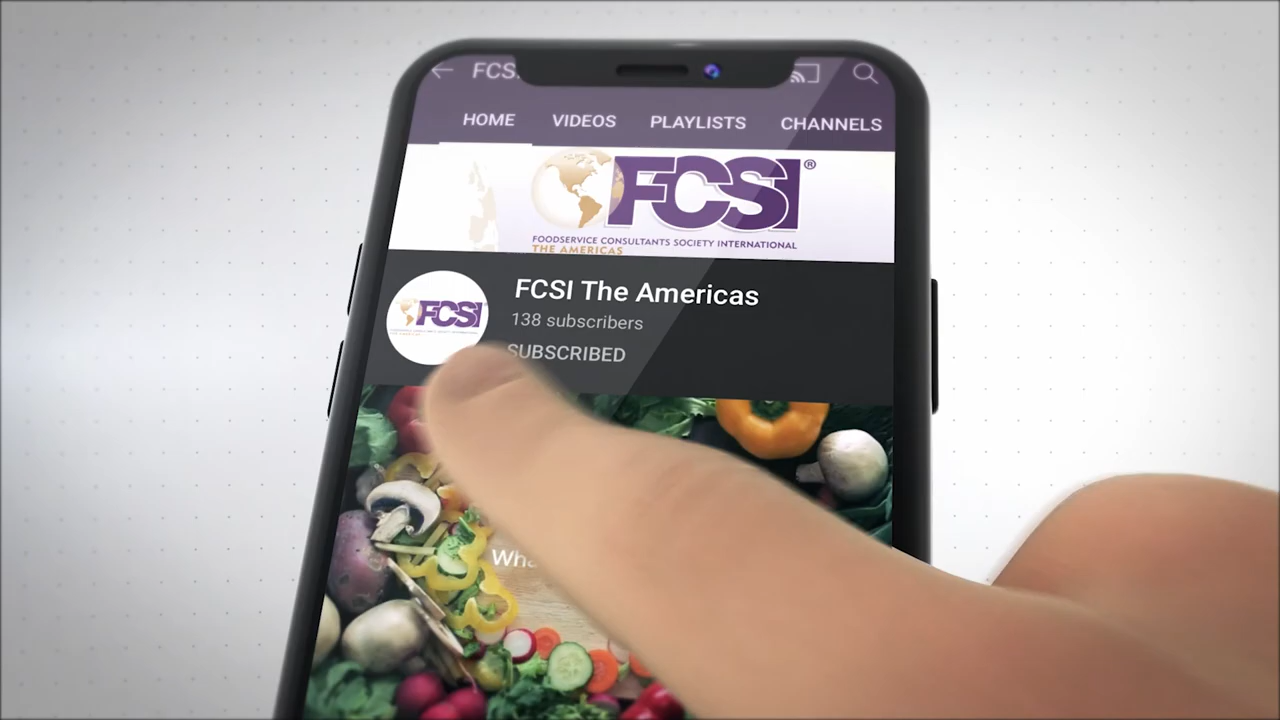 FCS
HOME VIDEOS PLAYLISTS CHANNELS
FCSI®
FOODSERVICE CONSULTANTS SOCIETY INTERNATIONAL
THE AMERICAS
FCSI
FCSI The Americas
138 subscribers
SUBSCRIBED
Wha